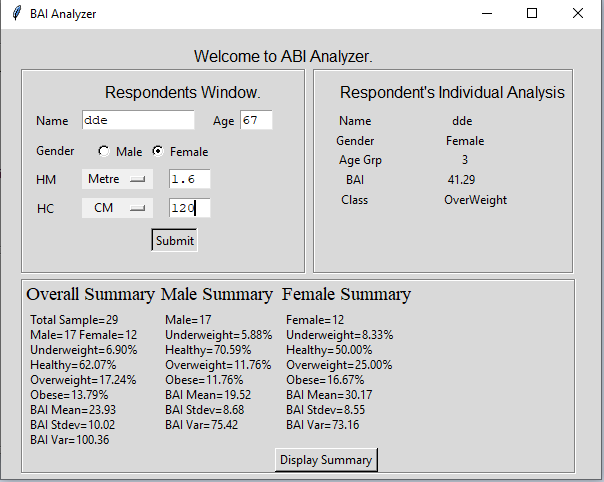 BAI Analyzer
Welcome to ABI Analyzer.
Respondents Window.
Name dde Age 67
Gender Male Female
HM Metre 1.6
HC CM 120
Submit
Respondent's Individual Analysis
Name dde
Gender Female
Age Grp 3
BAI 41.29
Class OverWeight
Overall Summary
Total Sample=29
Male=17 Female=12
Underweight=6.90%
Healthy=62.07%
Overweight=17.24%
Obese=13.79%
BAI Mean=23.93
BAI Stdev=10.02
BAI Var=100.36
Male Summary
Male=17
Underweight=5.88%
Healthy=70.59%
Overweight=11.76%
Obese=11.76%
BAI Mean=19.52
BAI Stdev=8.68
BAI Var=75.42
Female Summary
Female=12
Underweight=8.33%
Healthy=50.00%
Overweight=25.00%
Obese=16.67%
BAI Mean=30.17
BAI Stdev=8.55
BAI Var=73.16
Display Summary